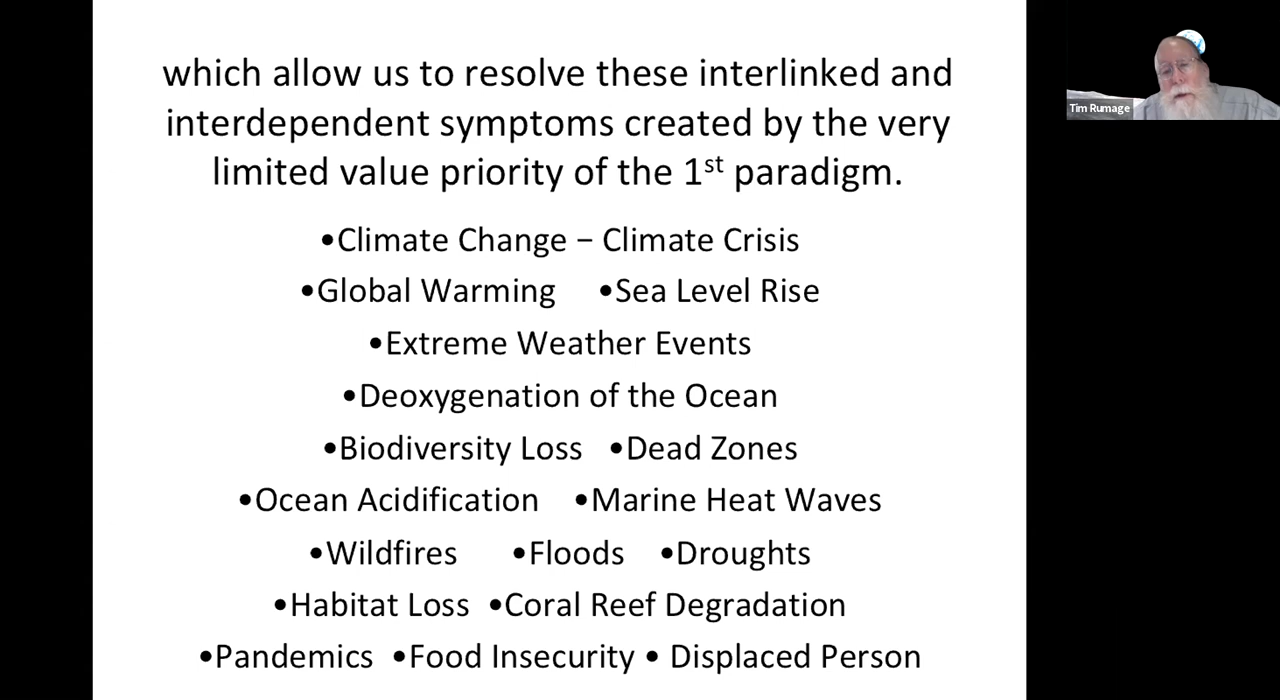 which allow us to resolve these interlinked and
interdependent symptoms created by the very
limited value priority of the 1st paradigm.
•Climate Change – Climate Crisis
•Global Warming •Sea Level Rise
•Extreme Weather Events
•Deoxygenation of the Ocean
•Biodiversity Loss •Dead Zones
•Ocean Acidification •Marine Heat Waves
•Wildfires •Floods •Droughts
•Habitat Loss •Coral Reef Degradation
•Pandemics •Food Insecurity • Displaced Person
Tim Rumage